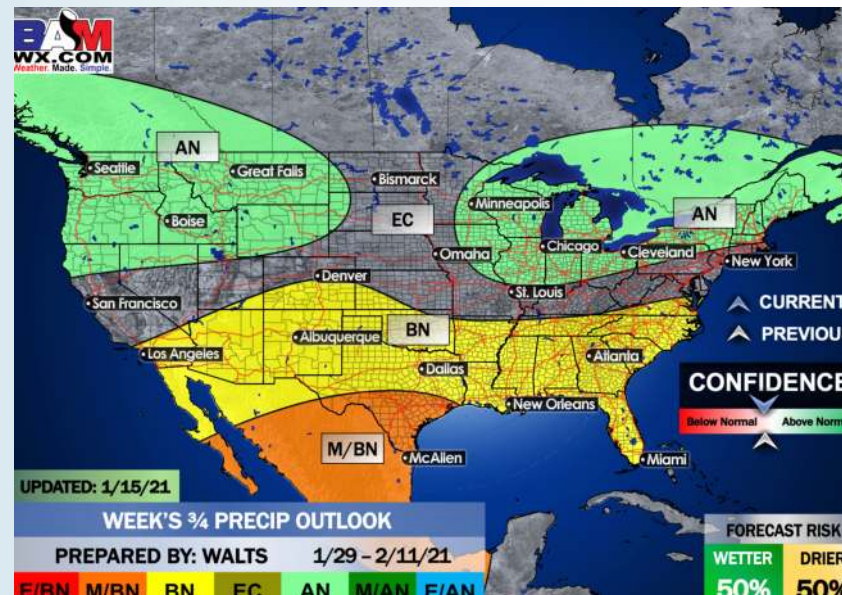 BAM
WX.COM
Weather. Made. Simple.
AN
Seattle
Great Falls
Bismarck
Minneapolis
AN
Boise
EC
Omaha
Chicago
Cleveland
New York
Denver
St. Louis
San Francisco
CURRENT
BN
PREVIOU
Los Angeles
Albuquerque
Atlanta
Dallas
CONFIDENCE
New Orleans
Below Normal Above Norm
M/BN
McAllen
Miami
UPDATED: 1/15/21
WEEK'S ¾ PRECIP OUTLOOK
FORECAST RISK
PREPARED BY: WALTS 1/29 – 2/11/21
WETTER DRIER
E/BN M/BN BN EC AN M/AN E/AN
50% 50%